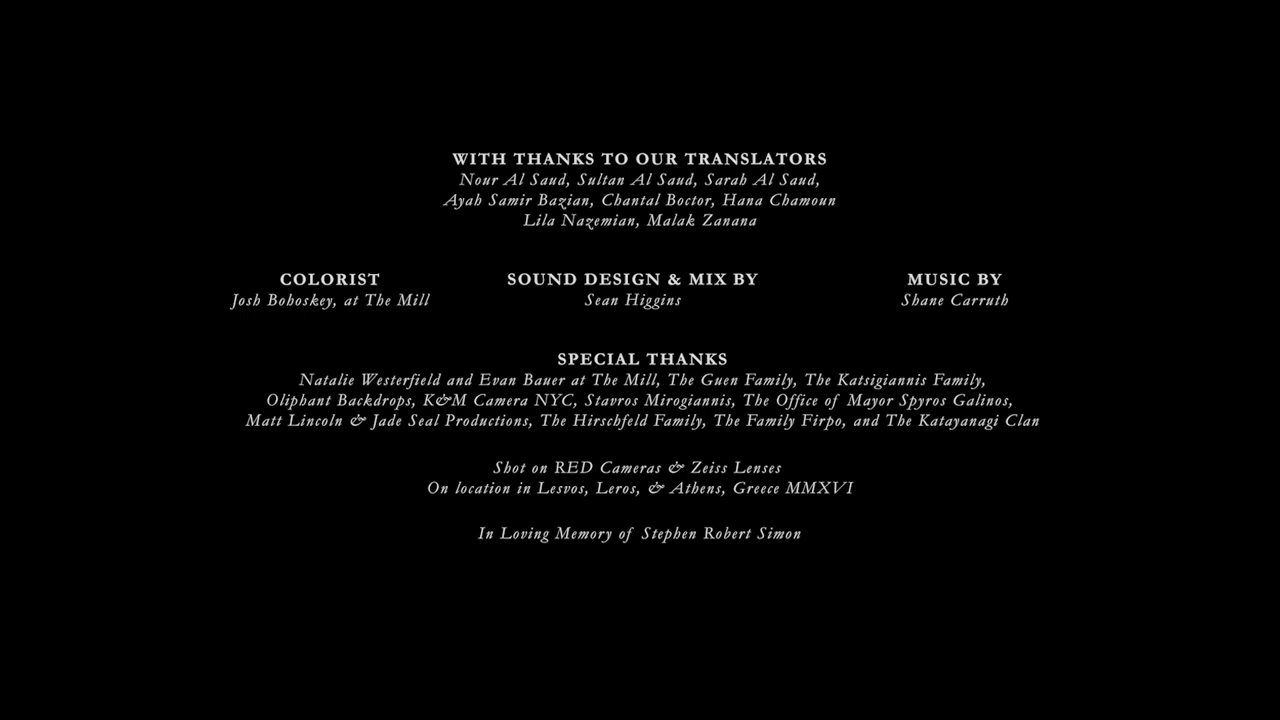 WITH THANKS TO OUR TRANSLATORS
Nour Al Saud, Sultan Al Saud, Sarah Al Saud,
Ayah Samir Bazian, Chantal Boctor, Hana Chamoun
Lila Nazemian, Malak Zanana
COLORIST
Josh Bohoskey, at The Mill
SOUND DESIGN & MIX BY
Sean Higgins
MUSIC BY
Shane Carruth
SPECIAL THANKS
Natalie Westerfield and Evan Bauer at The Mill, The Guen Family, The Katsigiannis Family,
Oliphant Backdrops, K&M Camera NYC, Stavros Mirogiannis, The Office of Mayor Spyros Galinos,
Matt Lincoln & Jade Seal Productions, The Hirschfeld Family, The Family Firpo, and The Katayanagi Clan
Shot on RED Cameras & Zeiss Lenses
On location in Lesvos, Leros, & Athens, Greece MMXVI
In Loving Memory of Stephen Robert Simon